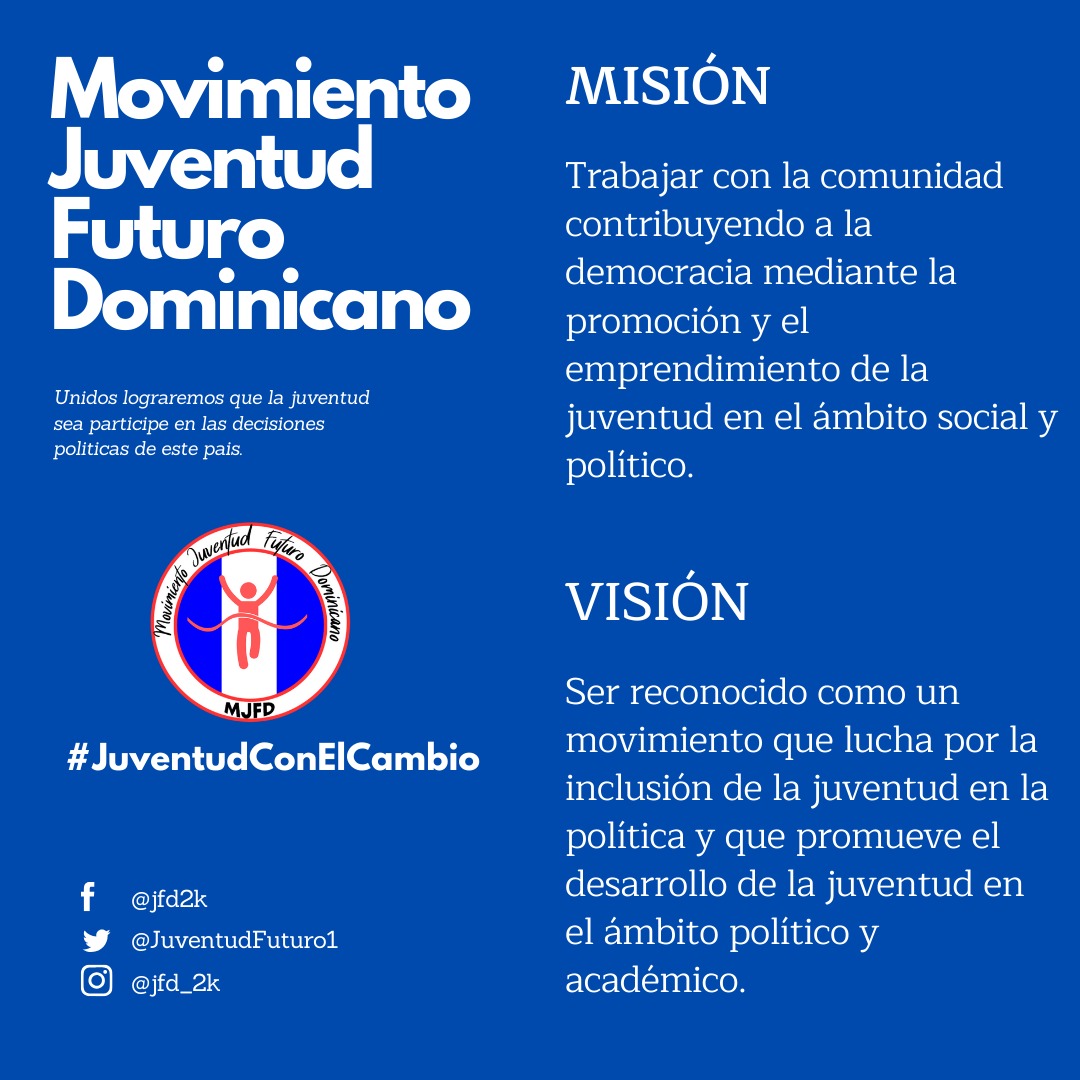 Movimiento
Juventud
Futuro
Dominicano
Unidos lograremos que la juventud
sea participe en las decisiones
politicas de este pais.
Movimiento Juventud Futuro Dominicano
MJFD
#JuventudConElCambio
@jfd2k
@JuventudFuturo1
@jfd_2k
MISIÓN
Trabajar con la comunidad
contribuyendo a la
democracia mediante la
promoción y el
emprendimiento de la
juventud en el ámbito social y
político.
VISIÓN
Ser reconocido como un
movimiento que lucha por la
inclusión de la juventud en la
política y que promueve el
desarrollo de la juventud en
el ámbito político y
académico.